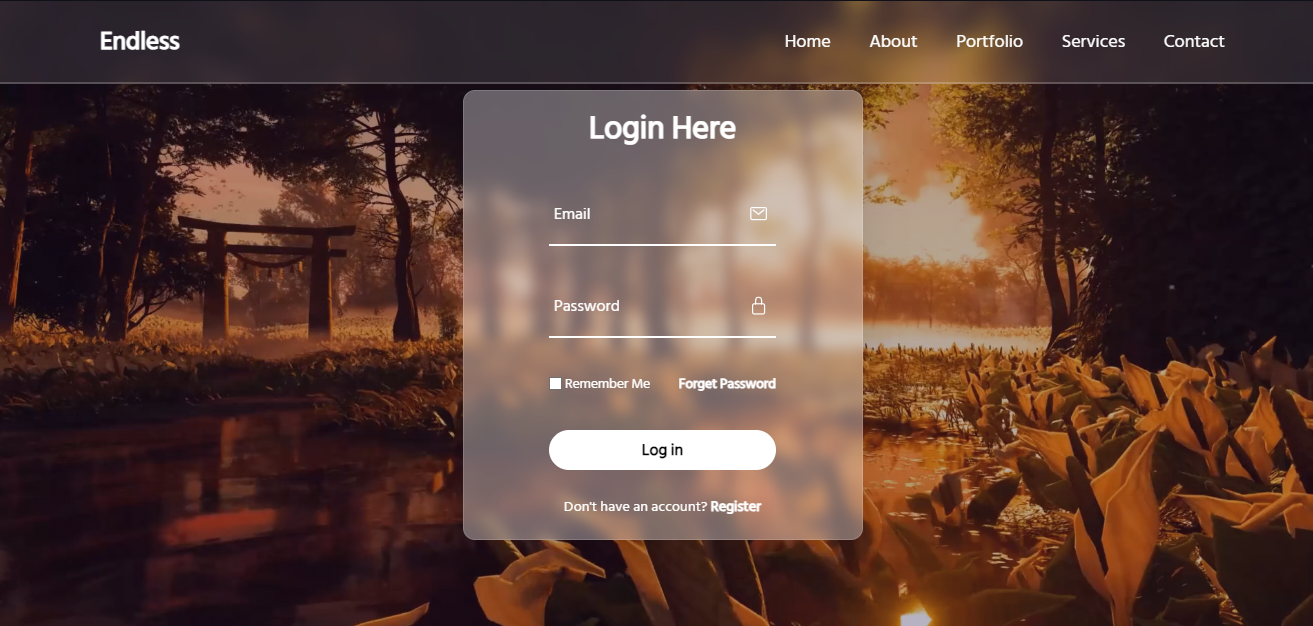 Endless Home About Portfolio Services Contact
Login Here
Email
Password
Remember Me Forget Password
Log in
Don't have an account? Register